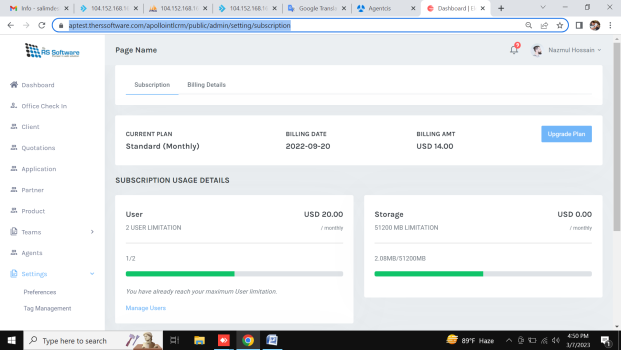 Info - salimden
104.152.168.1
104.152.168.1
104.152.168.1
Google Transl
Agentcis
Dashboard | El
aptest.therssoftware.com/apollointlcrm/public/admin/setting/subscription
RS Software
Page Name
8
Nazmul Hossain
Dashboard
Office Check In
Client
Quotations
Application
Partner
Product
Teams
Agents
Settings
Preferences
Tag Management
Subscription
Billing Details
CURRENT PLAN
BILLING DATE
BILLING AMT
Upgrade Plan
Standard (Monthly)
2022-09-20
USD 14.00
SUBSCRIPTION USAGE DETAILS
User
USD 20.00
2 USER LIMITATION
/ monthly
1/2
You have already reach your maximum User limitation.
Manage Users
Storage
USD 0.00
51200 MB LIMITATION
/ monthly
2.08MB/51200MB
Type here to search
89°F Haze
4:50 PM
3/7/2023